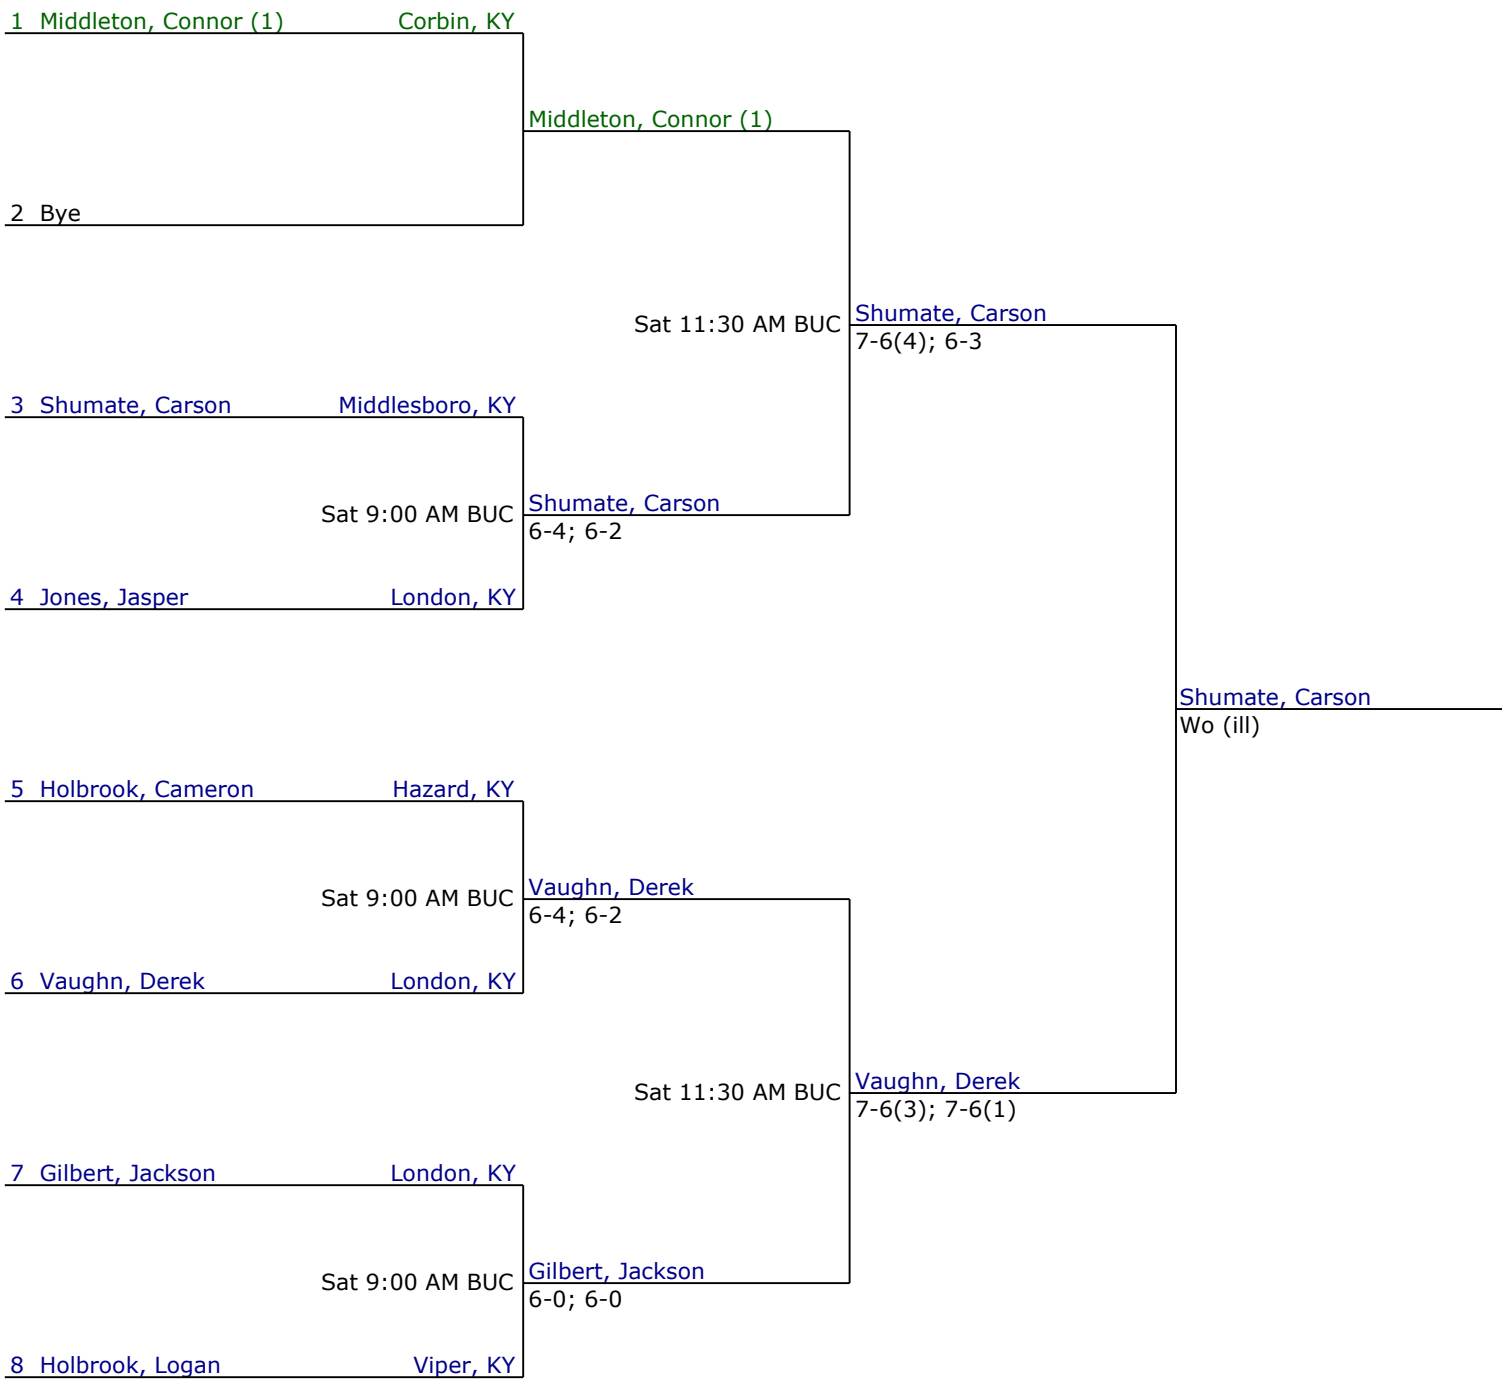 1 Middleton, Connor (1) Corbin, KY
Middleton, Connor (1)
2 Bye
Shumate, Carson
Sat 11:30 AM BUC
7-6(4); 6-3
3 Shumate, Carson Middlesboro, KY
Shumate, Carson
Sat 9:00 AM BUC
6-4; 6-2
4 Jones, Jasper London, KY
Shumate, Carson
Wo (ill)
5 Holbrook, Cameron Hazard, KY
Vaughn, Derek
Sat 9:00 AM BUC
6-4; 6-2
6 Vaughn, Derek London, KY
Vaughn, Derek
Sat 11:30 AM BUC
7-6(3); 7-6(1)
7 Gilbert, Jackson London, KY
Gilbert, Jackson
Sat 9:00 AM BUC
6-0; 6-0
8 Holbrook, Logan Viper, KY